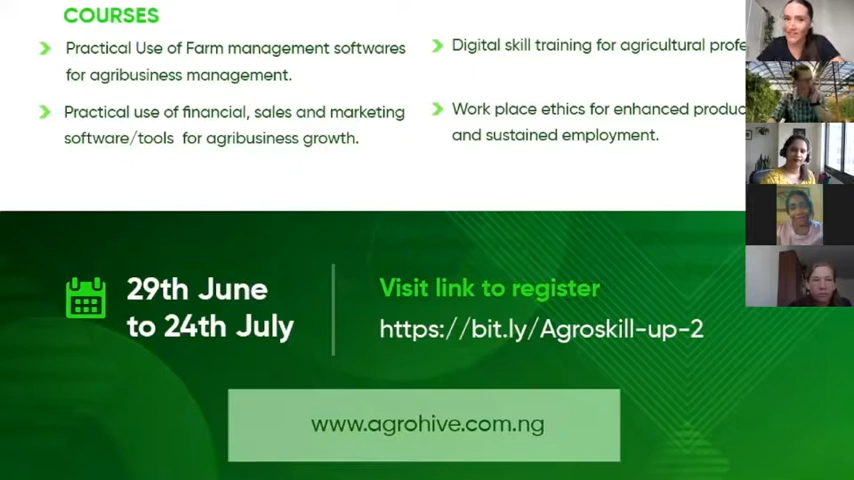 COURSES
Practical Use of Farm management softwares
for agribusiness management.
Practical use of financial, sales and marketing
software/tools for agribusiness growth.
Digital skill training for agricultural
Work place ethics for enhanced
and sustained employment.
29th June
to 24th July
Visit link to register
https://bit.ly/Agroskill-up-2
www.agrohive.com.ng